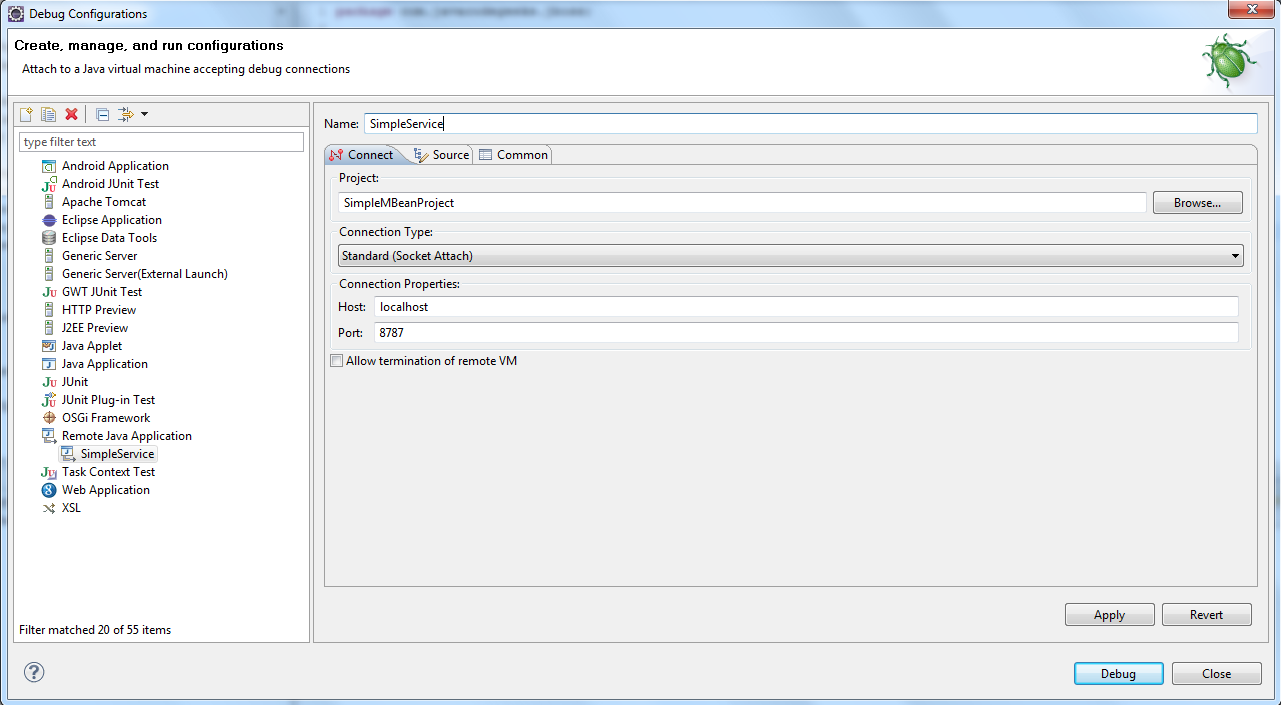 Debug Configurations
Create, manage, and run configurations
Attach to a Java virtual machine accepting debug connections
type filter text
Android Application
Android JUnit Test
Apache Tomcat
Eclipse Application
Eclipse Data Tools
Generic Server
Generic Server(External Launch)
GWT JUnit Test
HTTP Preview
J2EE Preview
Java Applet
Java Application
JUnit
JUnit Plug-in Test
OSGi Framework
Remote Java Application
SimpleService
Task Context Test
Web Application
XSL
Filter matched 20 of 55 items
Name: SimpleService
Connect Source Common
Project:
SimpleMBeanProject Browse...
Connection Type:
Standard (Socket Attach)
Connection Properties:
Host: localhost
Port: 8787
Allow termination of remote VM
Apply Revert
Debug Close